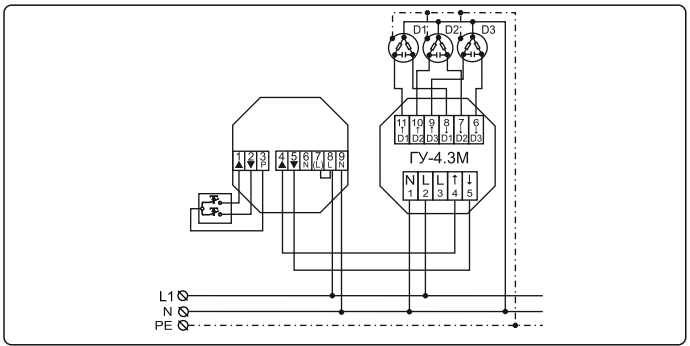 D1 D2 D3
11 10 9 8 7 6
↑ ↑ ↑ ↓ ↓ ↓
D1 D2 D3 D1 D2 D3
ГУ-4.3М
N L L ↑ ↓
1 2 3 4 5
1 2 3 4 5 6 7 8 9
▲ ▼ P ▲ ▼ N (L) L N
L1
N
PE